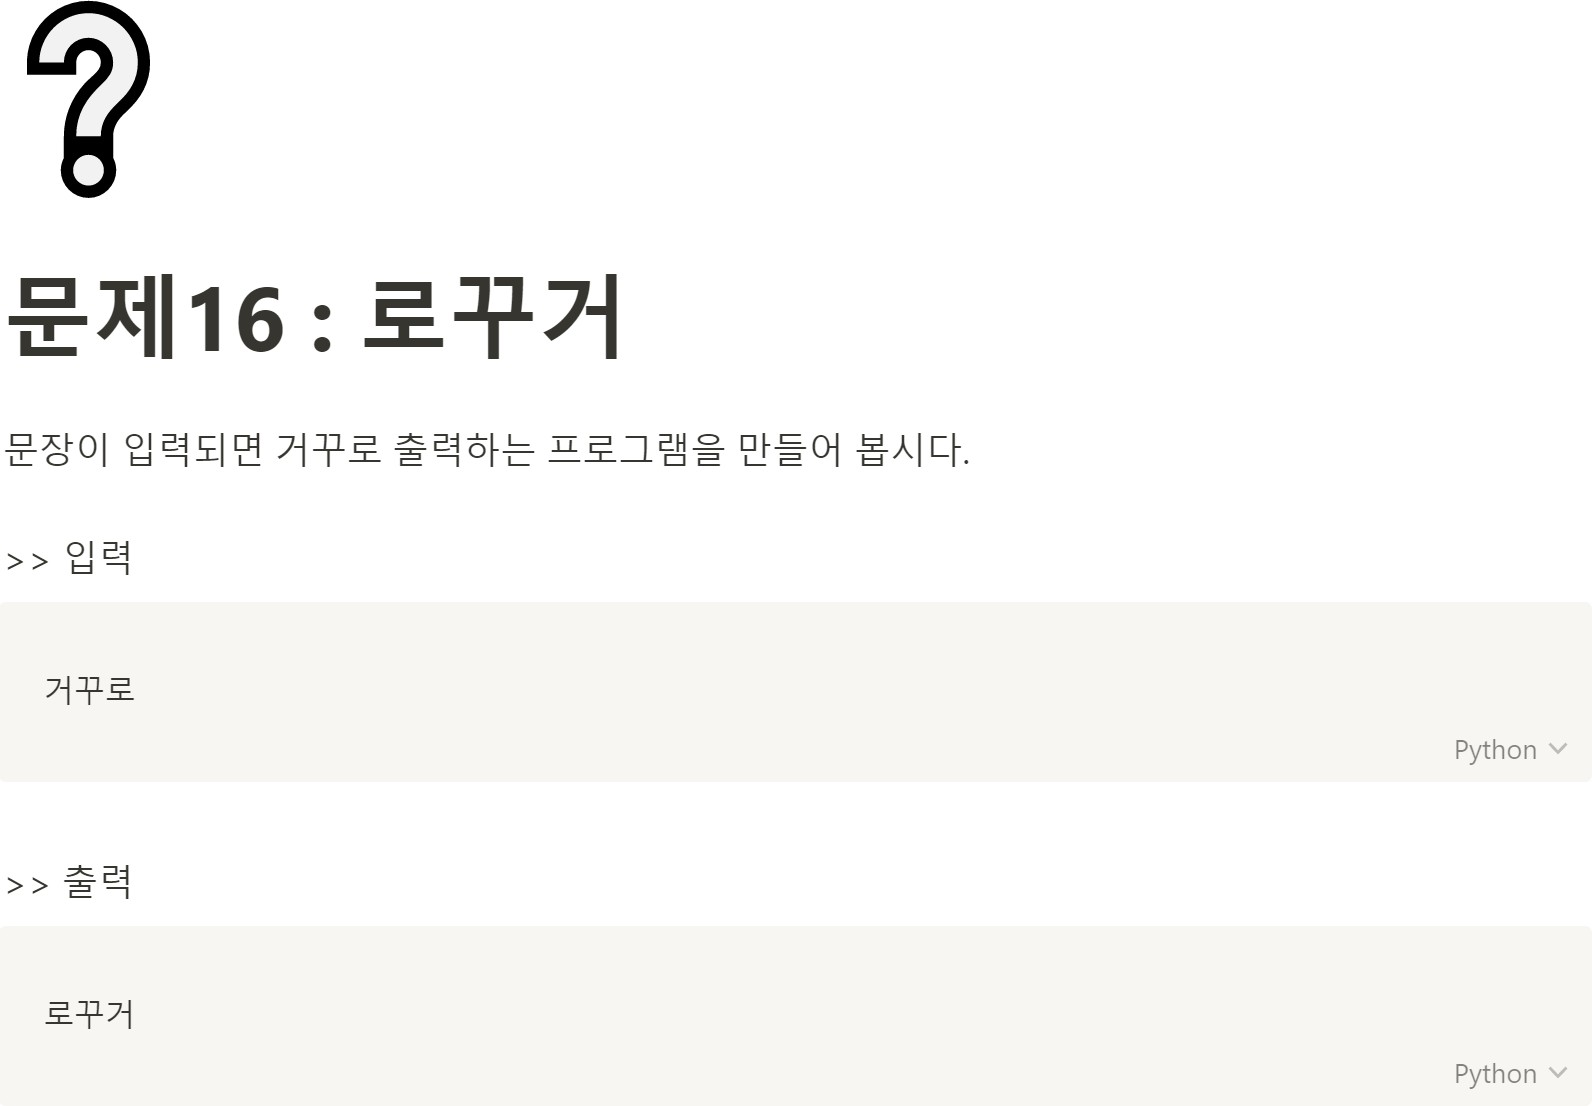 문제16 : 로꾸거
문장이 입력되면 거꾸로 출력하는 프로그램을 만들어 봅시다.
>> 입력
거꾸로
Python
>> 출력
로꾸거
Python